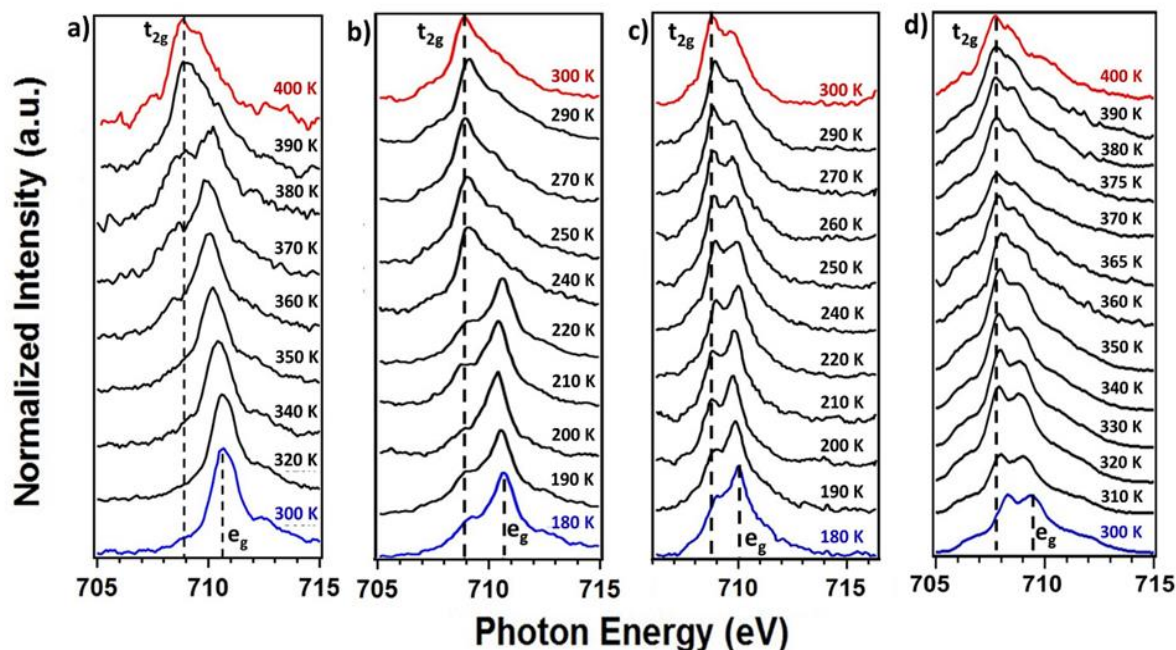 Normalized Intensity (a.u.)
a)
t2g
400 K
390 K
380 K
370 K
360 K
350 K
340 K
320 K
300 K
eg
705 710 715
b)
t2g
300 K
290 K
270 K
250 K
240 K
220 K
210 K
200 K
190 K
180 K
eg
705 710 715
c)
t2g
300 K
290 K
270 K
260 K
250 K
240 K
220 K
210 K
200 K
190 K
180 K
eg
710 715
d)
t2g
400 K
390 K
380 K
375 K
370 K
365 K
360 K
350 K
340 K
330 K
320 K
310 K
300 K
eg
705 710 715
Photon Energy (eV)